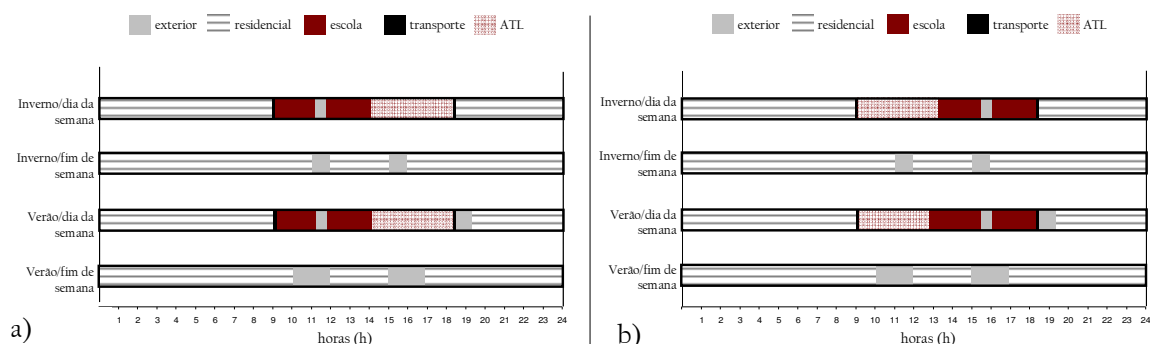 exterior residencial escola transporte ATL
Inverno/dia da
semana
Inverno/fim de
semana
Verão/dia da
semana
Verão/fim de
semana
1 2 3 4 5 6 7 8 9 10 11 12 13 14 15 16 17 18 19 20 21 22 23 24
horas (h)
a)
exterior residencial escola transporte ATL
Inverno/dia da
semana
Inverno/fim de
semana
Verão/dia da
semana
Verão/fim de
semana
1 2 3 4 5 6 7 8 9 10 11 12 13 14 15 16 17 18 19 20 21 22 23 24
horas (h)
b)